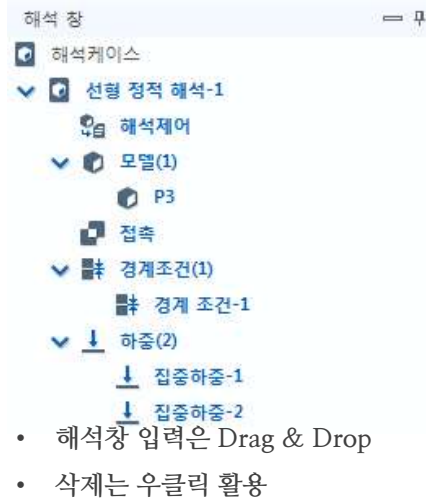 해석 창
해석케이스
선형 정적 해석-1
해석제어
모델(1)
P3
접촉
경계조건(1)
경계 조건-1
하중(2)
집중하중-1
집중하중-2
• 해석창 입력은 Drag & Drop
• 삭제는 우클릭 활용